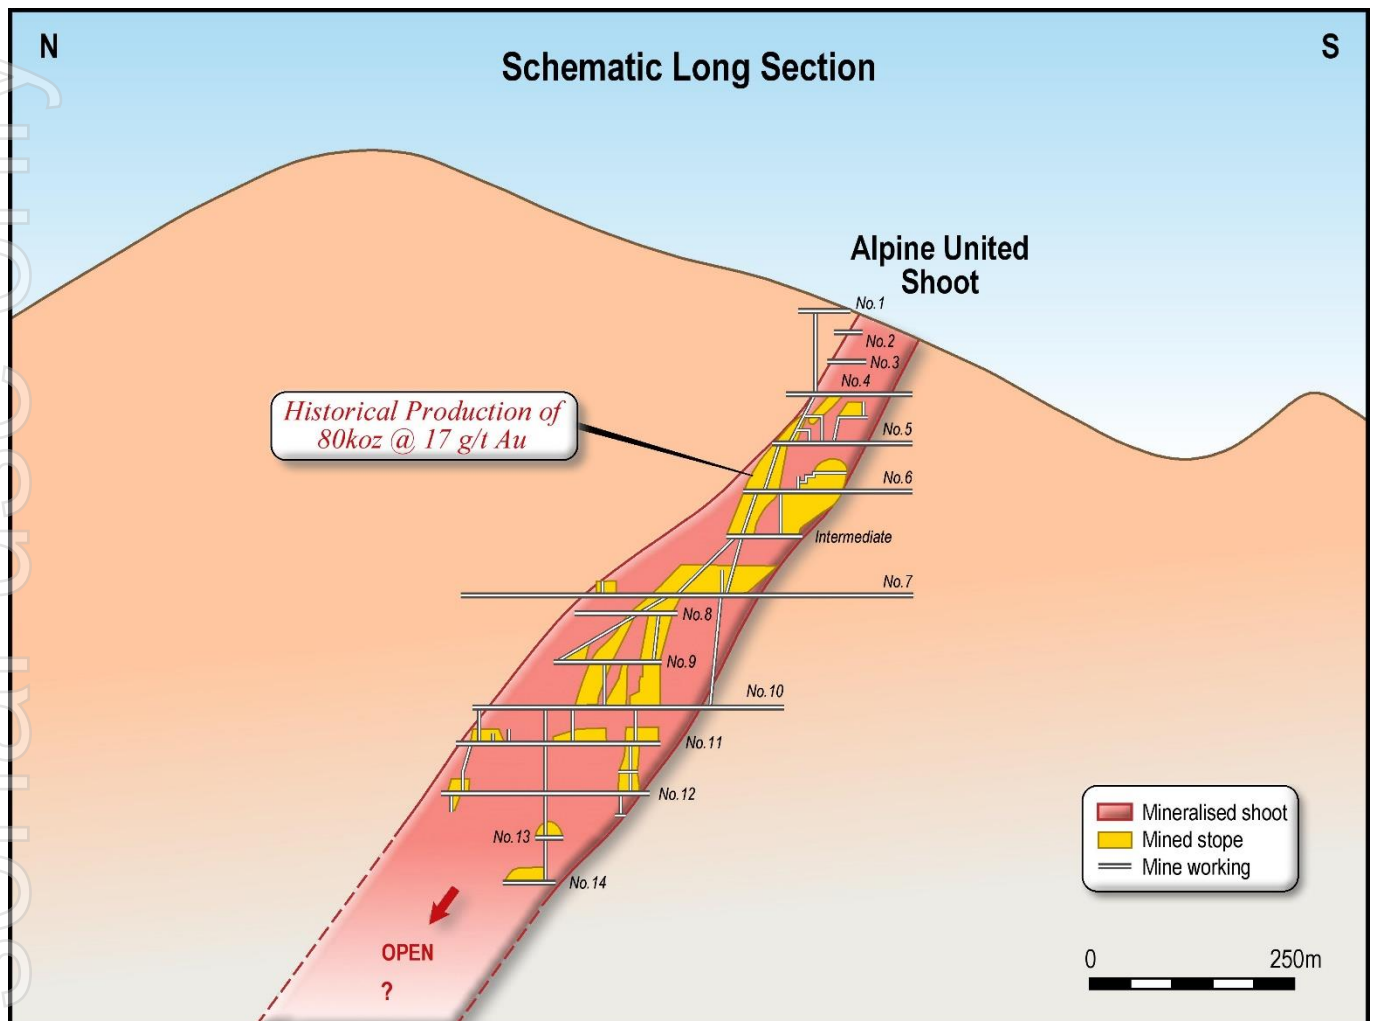 N
S
Schematic Long Section
Alpine United
Shoot
No.1
No.2
No.3
No.4
Historical Production of
80koz @ 17 g/t Au
No.5
No.6
Intermediate
No.7
No.8
No.9
No.10
No.11
No.12
No.13
No.14
OPEN
?
Mineralised shoot
Mined stope
Mine working
0
250m